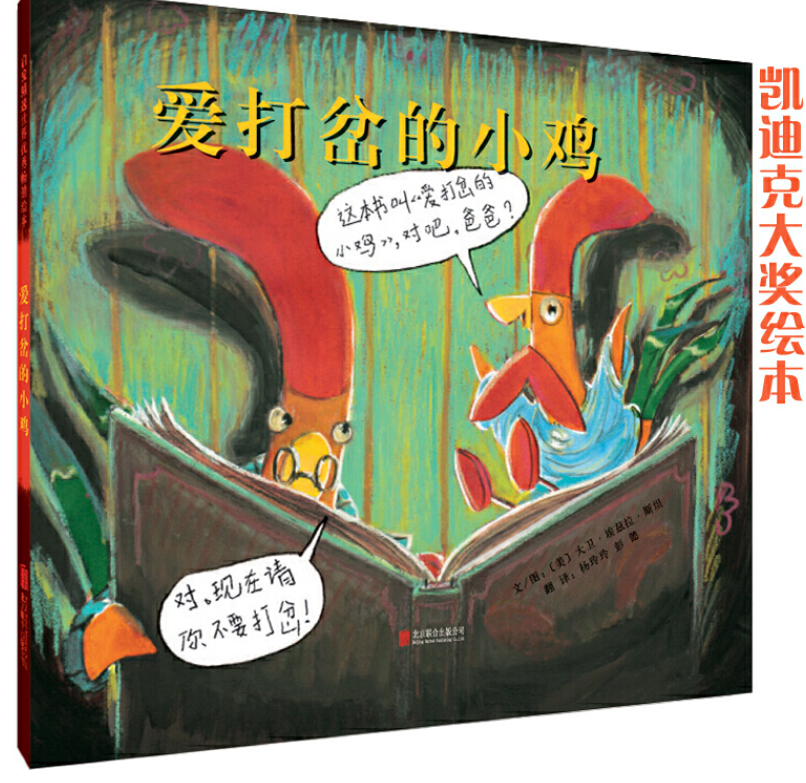 爱打岔的小鸡
这本书叫《爱打岔的
小鸡》,对吧,爸爸?
对。现在请
你不要打岔!
文/图:〔美〕大卫·埃兹拉·斯坦
翻译:杨玲玲 彭懿
北京联合出版公司
爱打岔的小鸡
凯迪克大奖绘本